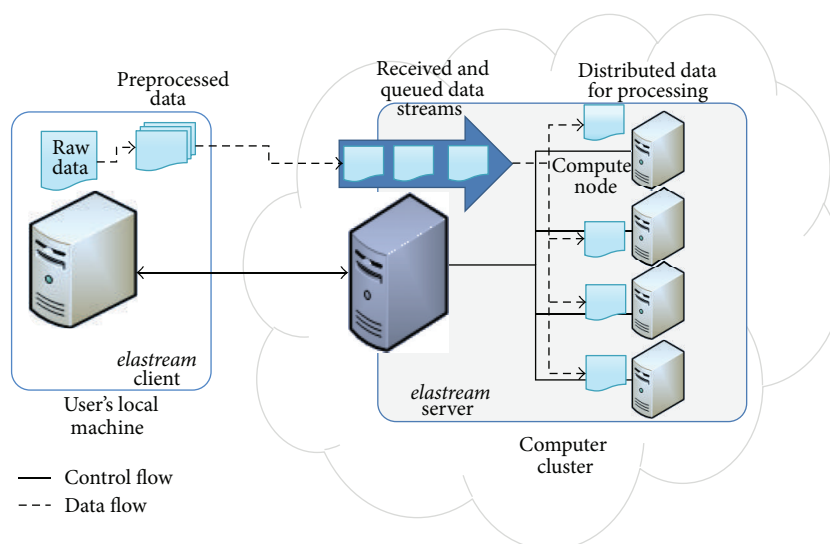 Preprocessed
data
Raw
data
elastream
client
User's local
machine
Received and
queued data
streams
Distributed data
for processing
Compute
node
elastream
server
Computer
cluster
Control flow
Data flow